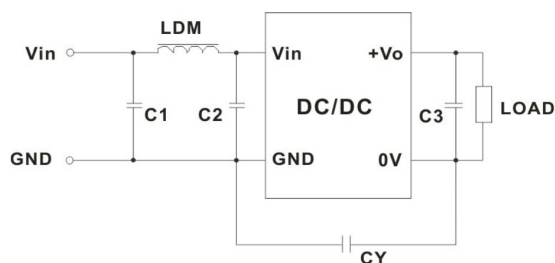 LDM
Vin
Vin
+Vo
C1
C2
DC/DC
C3
LOAD
GND
GND
0V
CY